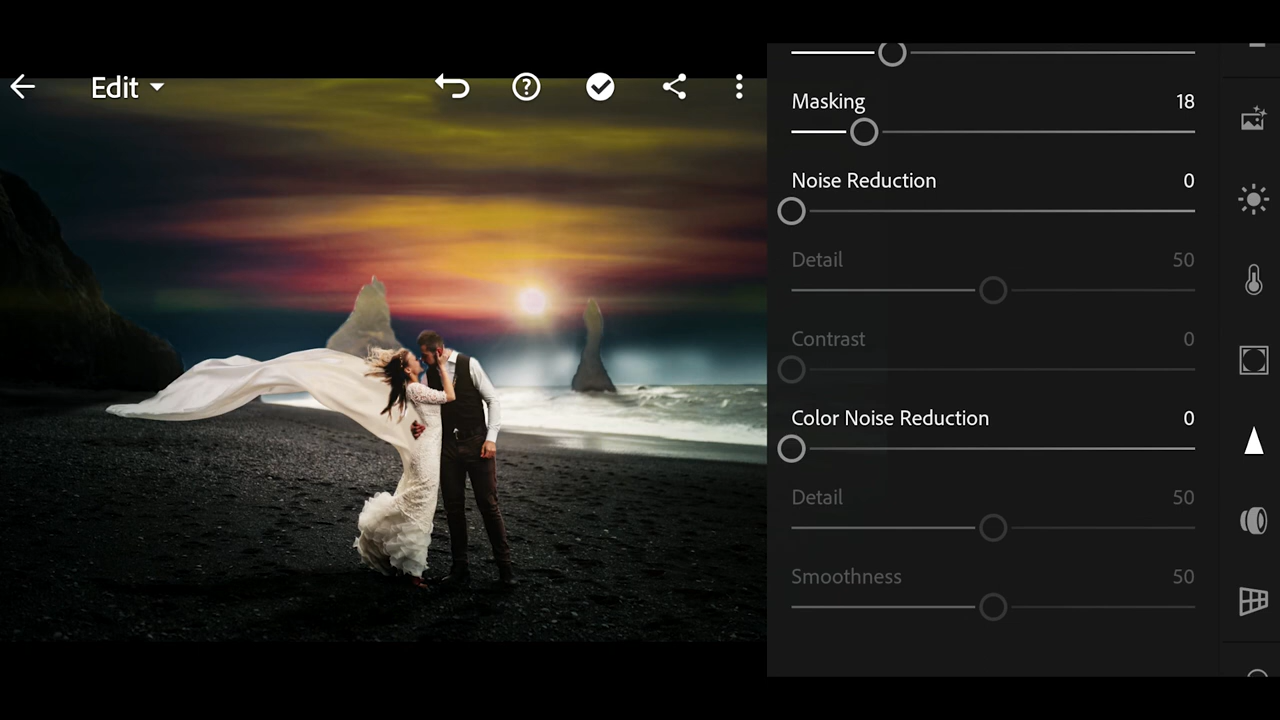 Edit
Masking 18
Noise Reduction 0
Detail 50
Contrast 0
Color Noise Reduction 0
Detail 50
Smoothness 50